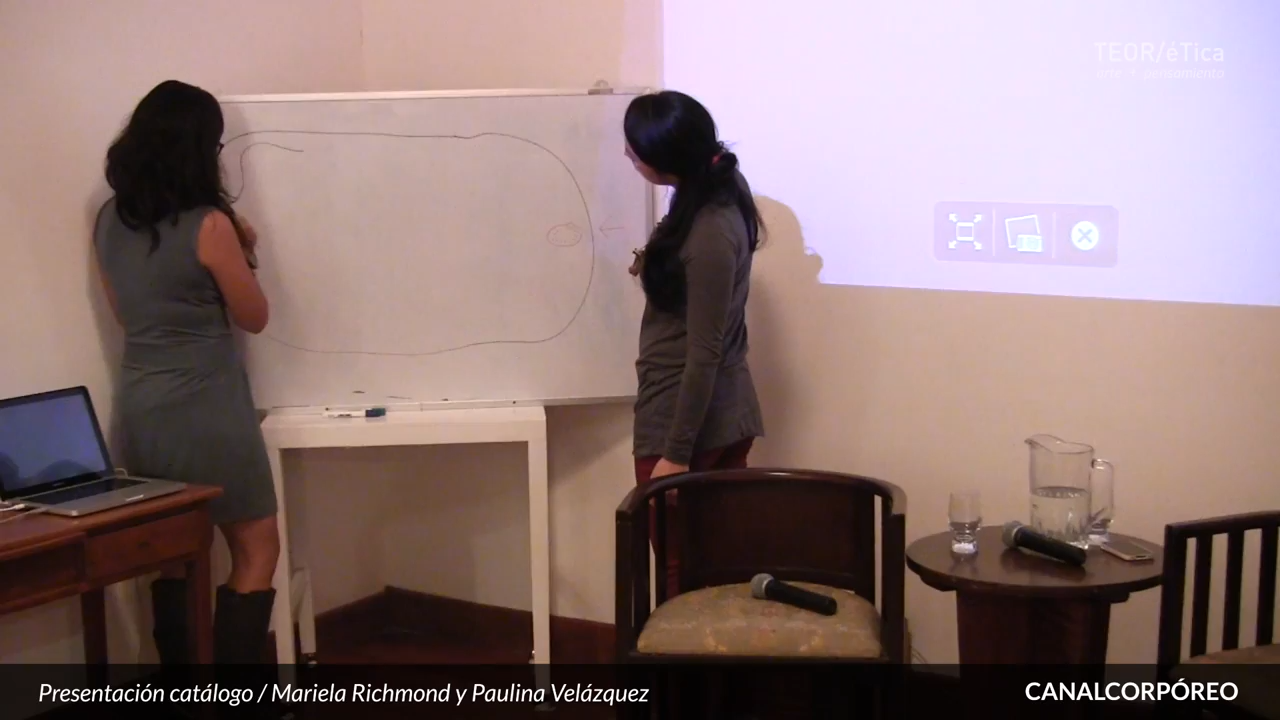 TEOR/éTica
arte + pensamiento
Presentación catálogo / Mariela Richmond y Paulina Velázquez
CANALCORPÓREO